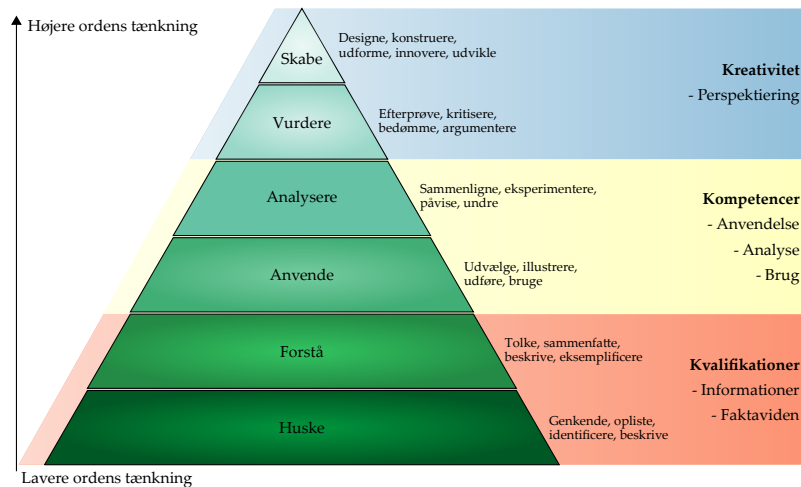 Højere ordens tænkning
Skabe
Designe, konstruere,
udforme, innovere, udvikle
Kreativitet
- Perspektiering
Vurdere
Efterprøve, kritisere,
bedømme, argumentere
Analysere
Sammenligne, eksperimentere,
påvise, undre
Kompetencer
- Anvendelse
- Analyse
- Brug
Anvende
Udvælge, illustrere,
udføre, bruge
Forstå
Tolke, sammenfatte,
beskrive, eksemplificere
Kvalifikationer
- Informationer
- Faktaviden
Huske
Genkende, opliste,
identificere, beskrive
Lavere ordens tænkning